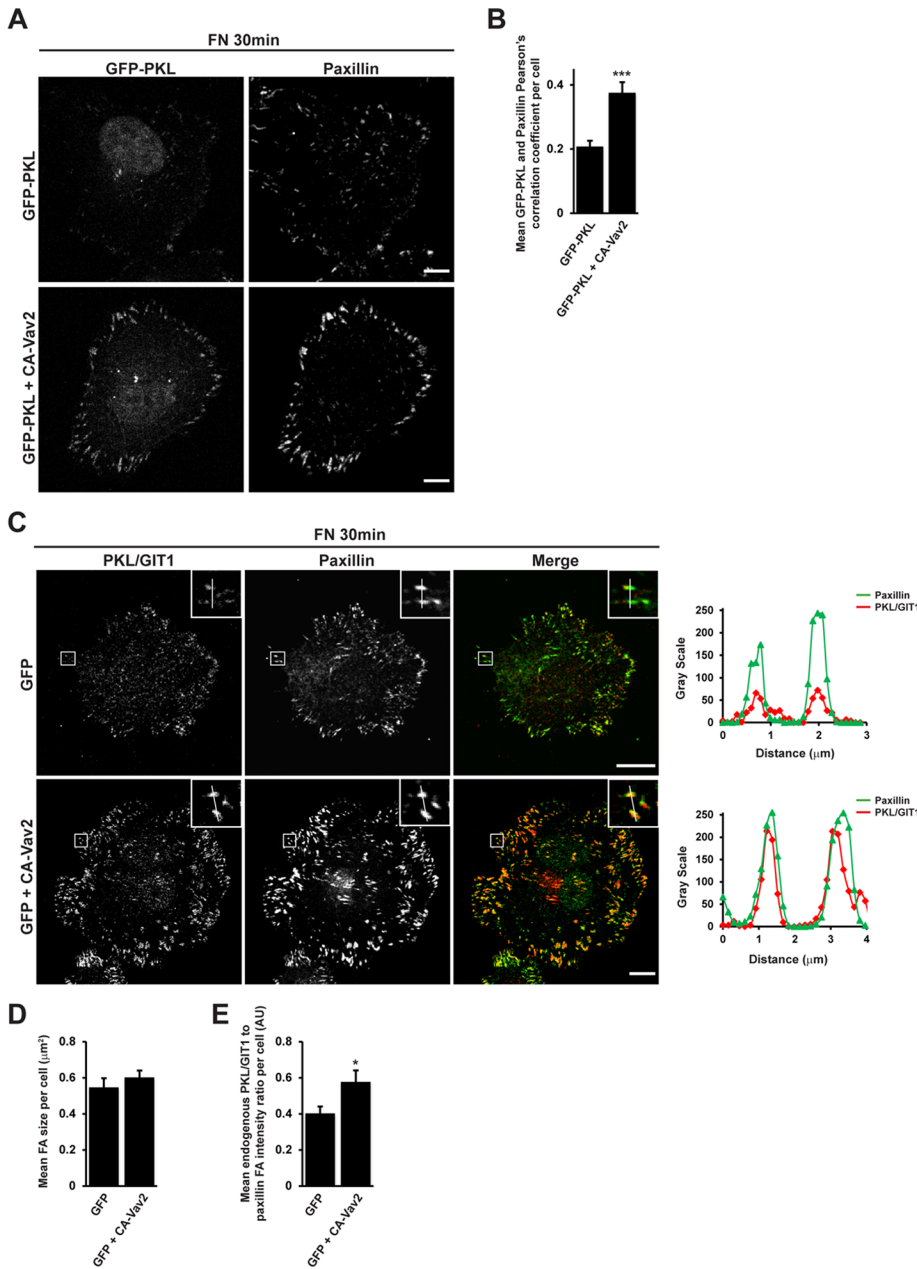 A
FN 30min
GFP-PKL
Paxillin
GFP-PKL
GFP-PKL + CA-Vav2
B
Mean GFP-PKL and Paxillin Pearson's
correlation coefficient per cell
0.4
0.2
0
***
GFP-PKL
GFP-PKL + CA-Vav2
C
FN 30min
PKL/GIT1
Paxillin
Merge
GFP
GFP + CA-Vav2
Paxillin
PKL/GIT1
Gray Scale
250
200
150
100
50
0
0 1 2 3
Distance (μm)
Paxillin
PKL/GIT1
Gray Scale
250
200
150
100
50
0
0 1 2 3 4
Distance (μm)
D
Mean FA size per cell (μm²)
0.8
0.6
0.4
0.2
0
GFP
GFP + CA-Vav2
E
Mean endogenous PKL/GIT1 to
paxillin FA intensity ratio per cell (AU)
0.8
0.6
0.4
0.2
0
*
GFP
GFP + CA-Vav2